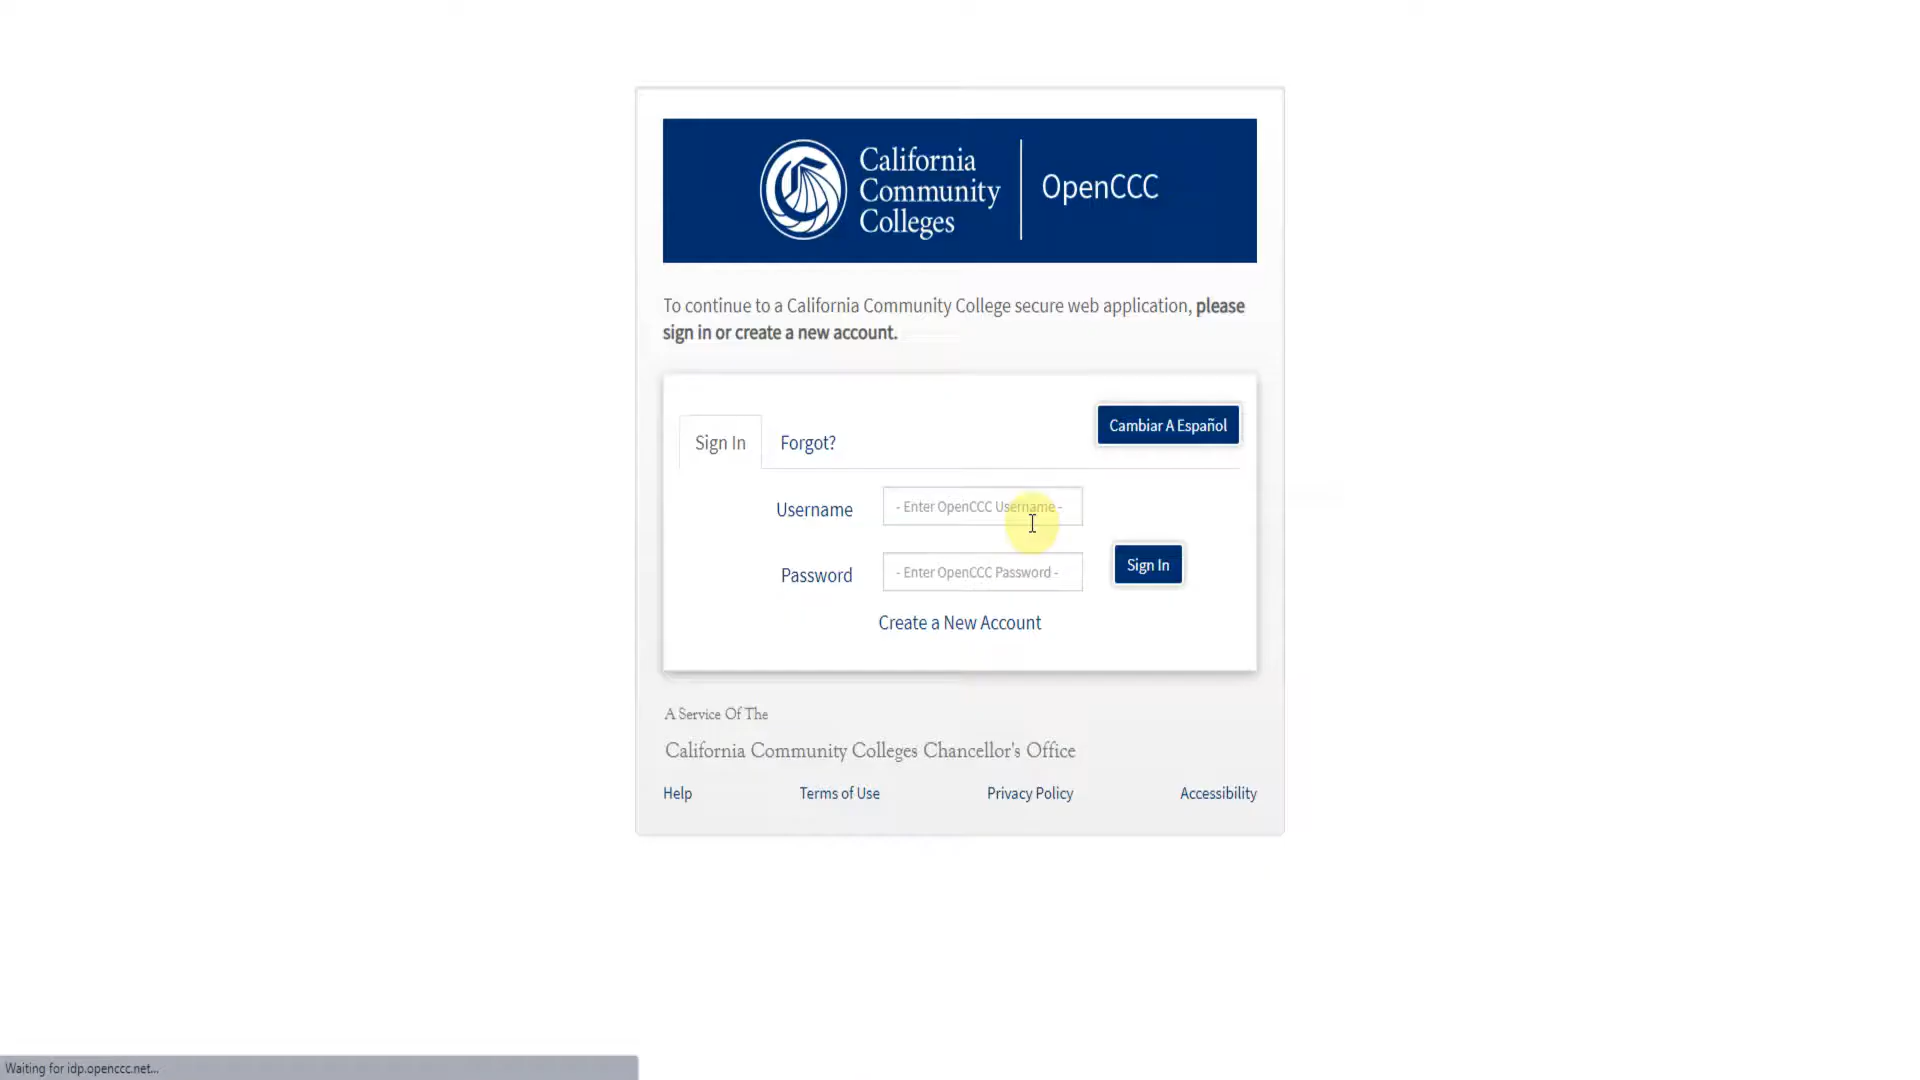 California
Community
Colleges
OpenCCC
To continue to a California Community College secure web application, please
sign in or create a new account.
Cambiar A Español
Sign In
Forgot?
Username
- Enter OpenCCC Username -
Password
- Enter OpenCCC Password -
Sign In
Create a New Account
A Service Of The
California Community Colleges Chancellor's Office
Help
Terms of Use
Privacy Policy
Accessibility
Waiting for idp.openccc.net...